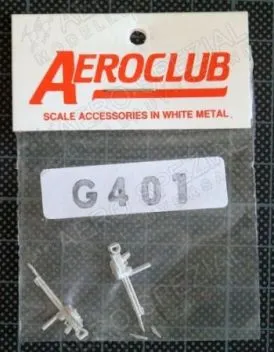 AEROCLUB
SCALE ACCESSORIES IN WHITE METAL
G401